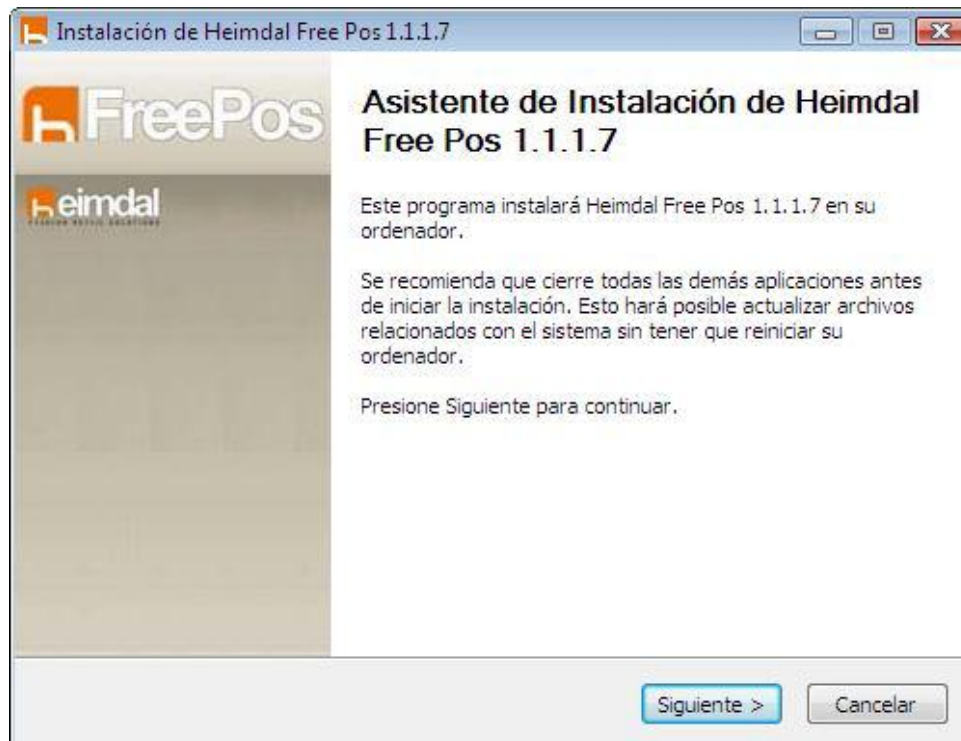 Instalación de Heimdal Free Pos 1.1.1.7
FreePos
heimdal
Asistente de Instalación de Heimdal
Free Pos 1.1.1.7
Este programa instalará Heimdal Free Pos 1.1.1.7 en su
ordenador.
Se recomienda que cierre todas las demás aplicaciones antes
de iniciar la instalación. Esto hará posible actualizar archivos
relacionados con el sistema sin tener que reiniciar su
ordenador.
Presione Siguiente para continuar.
Siguiente >
Cancelar